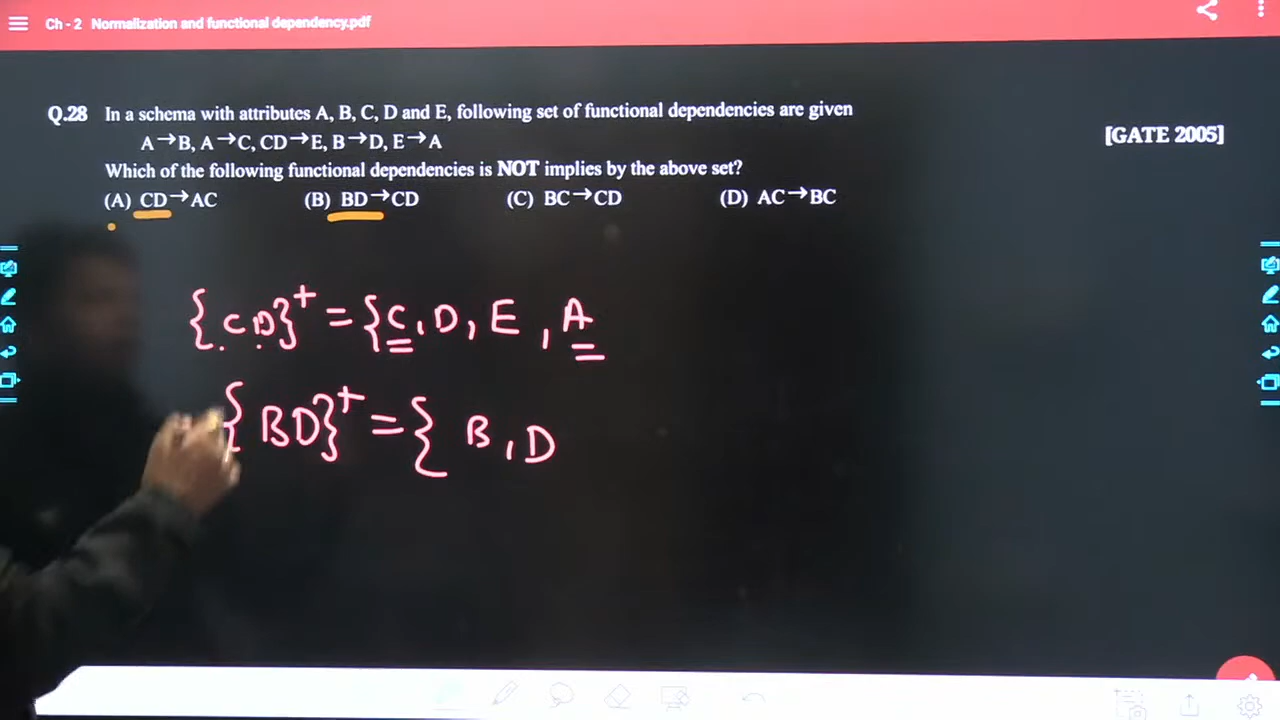 Ch - 2 Normalization and functional dependency.pdf
Q.28 In a schema with attributes A, B, C, D and E, following set of functional dependencies are given
A→B, A→C, CD→E, B→D, E→A
[GATE 2005]
Which of the following functional dependencies is NOT implies by the above set?
(A) CD→AC (B) BD→CD (C) BC→CD (D) AC→BC
{CD}⁺ = {C, D, E, A
{BD}⁺ = { B, D